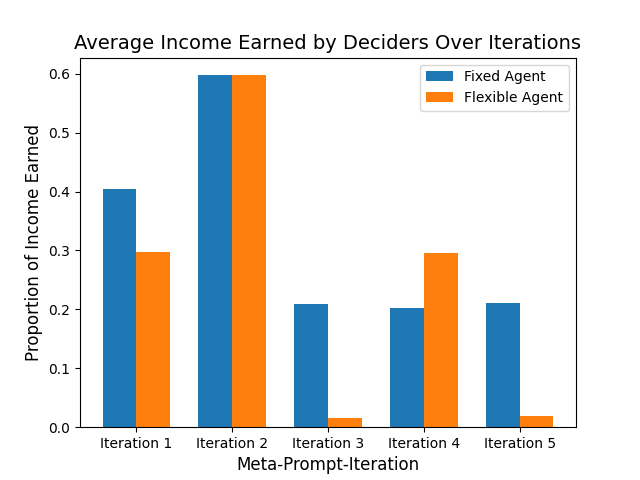 Average Income Earned by Deciders Over Iterations
Fixed Agent
Flexible Agent
Proportion of Income Earned
0.6
0.5
0.4
0.3
0.2
0.1
0.0
Iteration 1 Iteration 2 Iteration 3 Iteration 4 Iteration 5
Meta-Prompt-Iteration